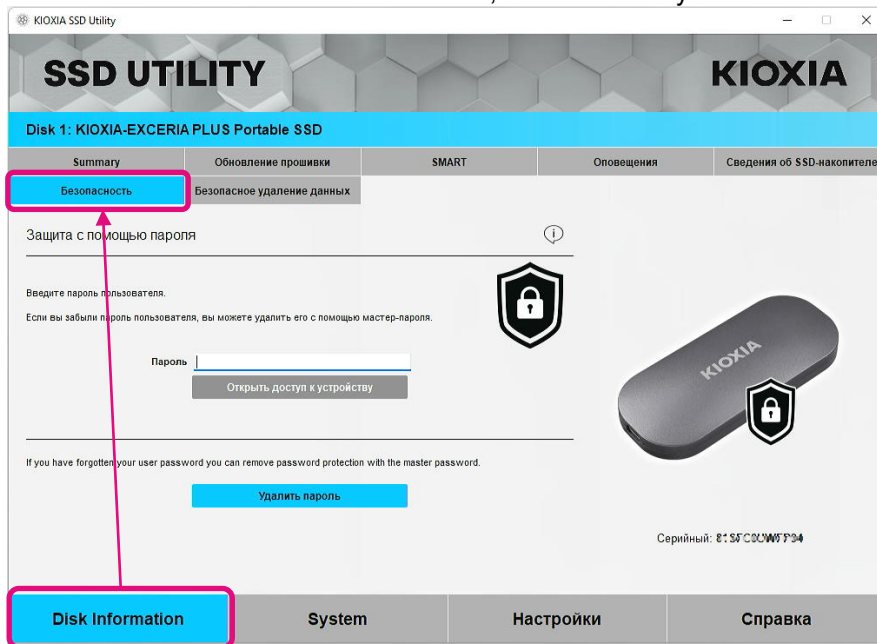 KIOXIA SSD Utility
SSD UTILITY
KIOXIA
Disk 1: KIOXIA-EXCERIA PLUS Portable SSD
Summary Обновление прошивки SMART Оповещения Сведения об SSD-накопителе
Безопасность Безопасное удаление данных
Защита с помощью пароля
Введите пароль пользователя.
Если вы забыли пароль пользователя, вы можете удалить его с помощью мастер-пароля.
Пароль
Открыть доступ к устройству
KIOXIA
If you have forgotten your user password you can remove password protection with the master password.
Удалить пароль
Серийный:
Disk Information System Настройки Справка